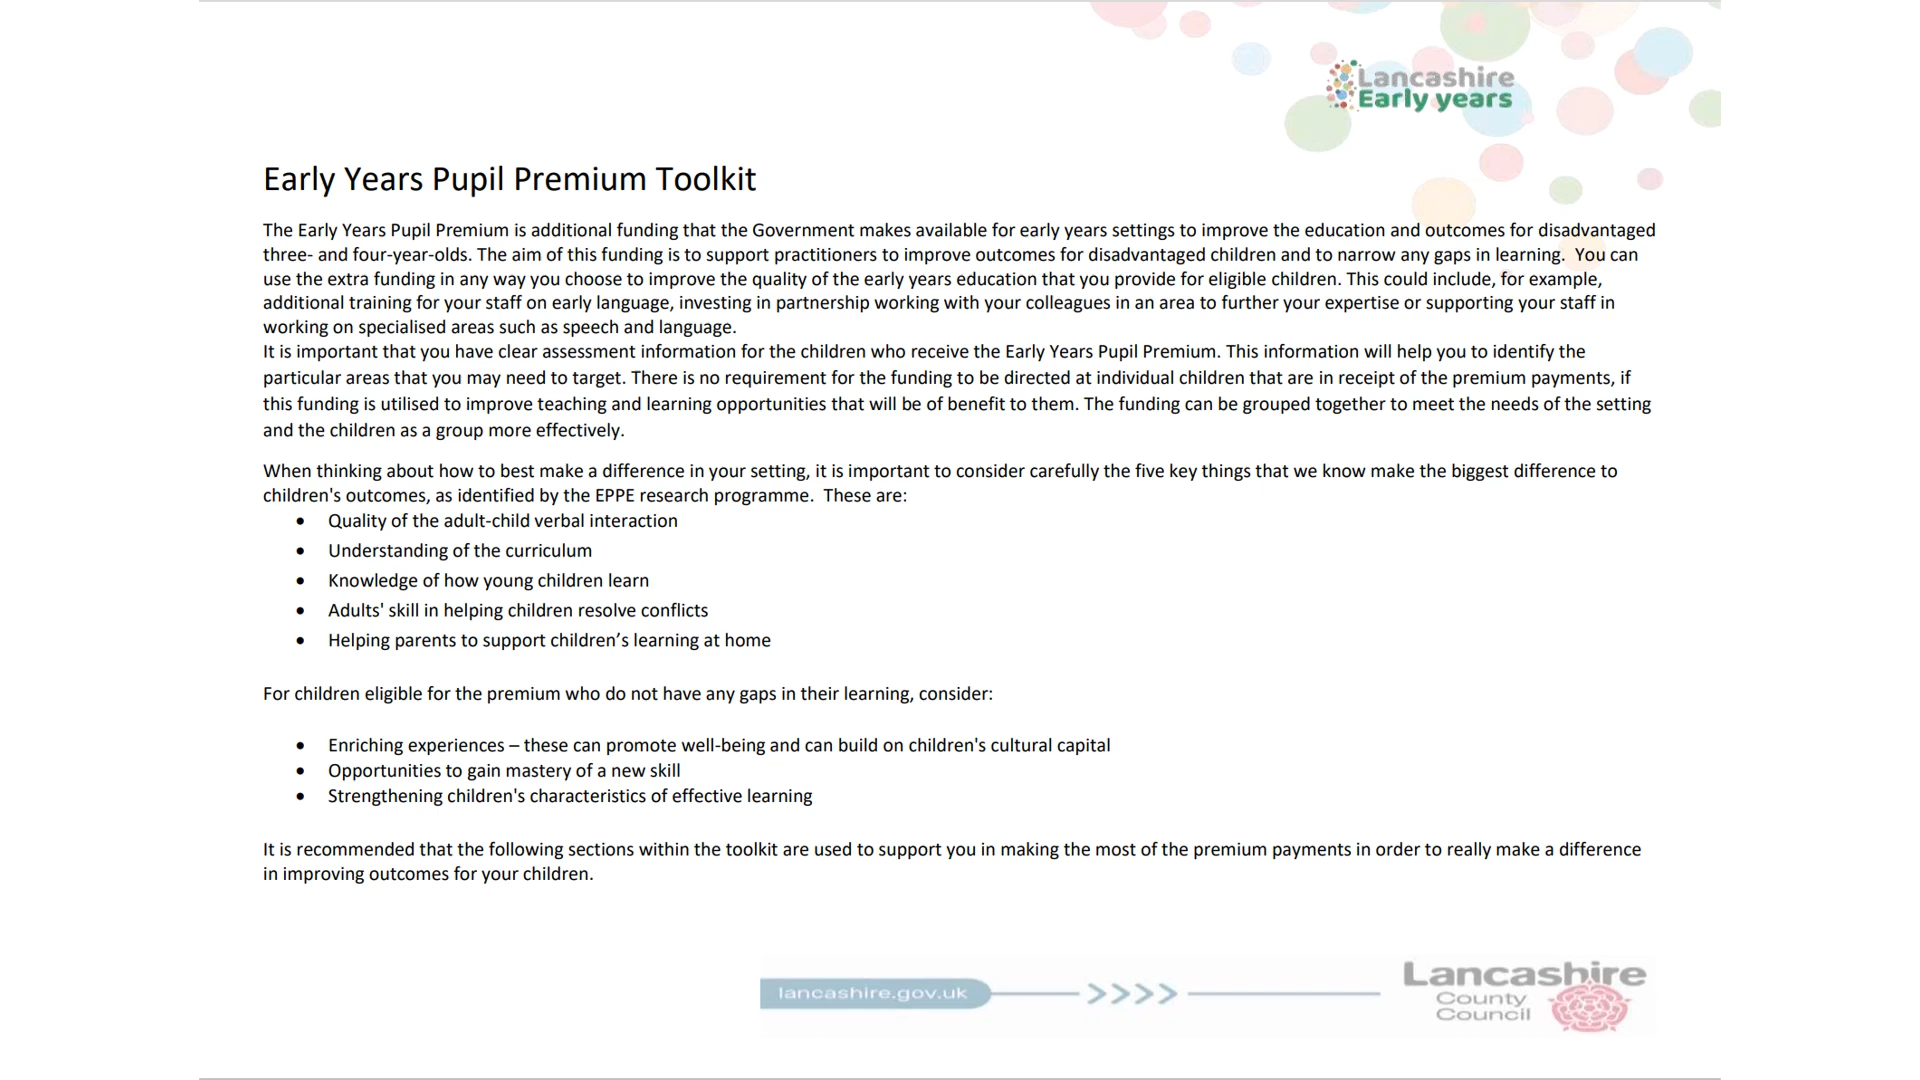 Lancashire
Early years
Early Years Pupil Premium Toolkit
The Early Years Pupil Premium is additional funding that the Government makes available for early years settings to improve the education and outcomes for disadvantaged
three- and four-year-olds. The aim of this funding is to support practitioners to improve outcomes for disadvantaged children and to narrow any gaps in learning.  You can
use the extra funding in any way you choose to improve the quality of the early years education that you provide for eligible children. This could include, for example,
additional training for your staff on early language, investing in partnership working with your colleagues in an area to further your expertise or supporting your staff in
working on specialised areas such as speech and language.
It is important that you have clear assessment information for the children who receive the Early Years Pupil Premium. This information will help you to identify the
particular areas that you may need to target. There is no requirement for the funding to be directed at individual children that are in receipt of the premium payments, if
this funding is utilised to improve teaching and learning opportunities that will be of benefit to them. The funding can be grouped together to meet the needs of the setting
and the children as a group more effectively.
When thinking about how to best make a difference in your setting, it is important to consider carefully the five key things that we know make the biggest difference to
children's outcomes, as identified by the EPPE research programme.  These are:
• Quality of the adult-child verbal interaction
• Understanding of the curriculum
• Knowledge of how young children learn
• Adults' skill in helping children resolve conflicts
• Helping parents to support children’s learning at home
For children eligible for the premium who do not have any gaps in their learning, consider:
• Enriching experiences – these can promote well-being and can build on children's cultural capital
• Opportunities to gain mastery of a new skill
• Strengthening children's characteristics of effective learning
It is recommended that the following sections within the toolkit are used to support you in making the most of the premium payments in order to really make a difference
in improving outcomes for your children.
lancashire.gov.uk
Lancashire
County
Council